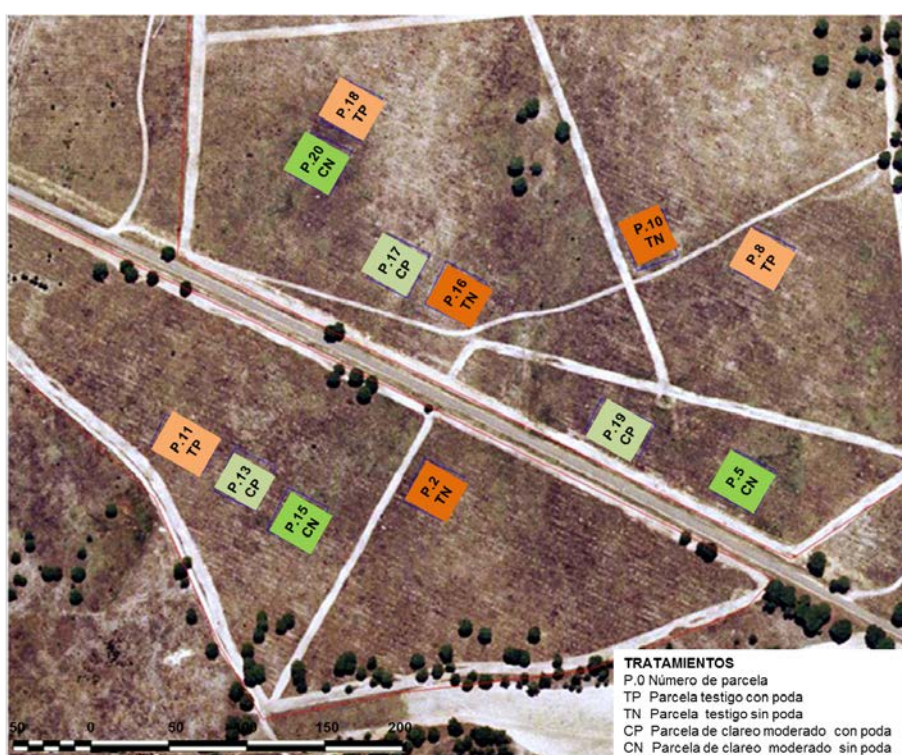 P.18
TP
P.20
CN
P.17
CP
P.16
TN
P.10
TN
P.8
TP
P.19
CP
P.5
CN
P.11
TP
P.13
CP
P.15
CN
P.2
TN
50 0 50 100 150 200
TRATAMIENTOS
P.0 Número de parcela
TP Parcela testigo con poda
TN Parcela testigo sin poda
CP Parcela de clareo moderado con poda
CN Parcela de clareo moderado sin poda